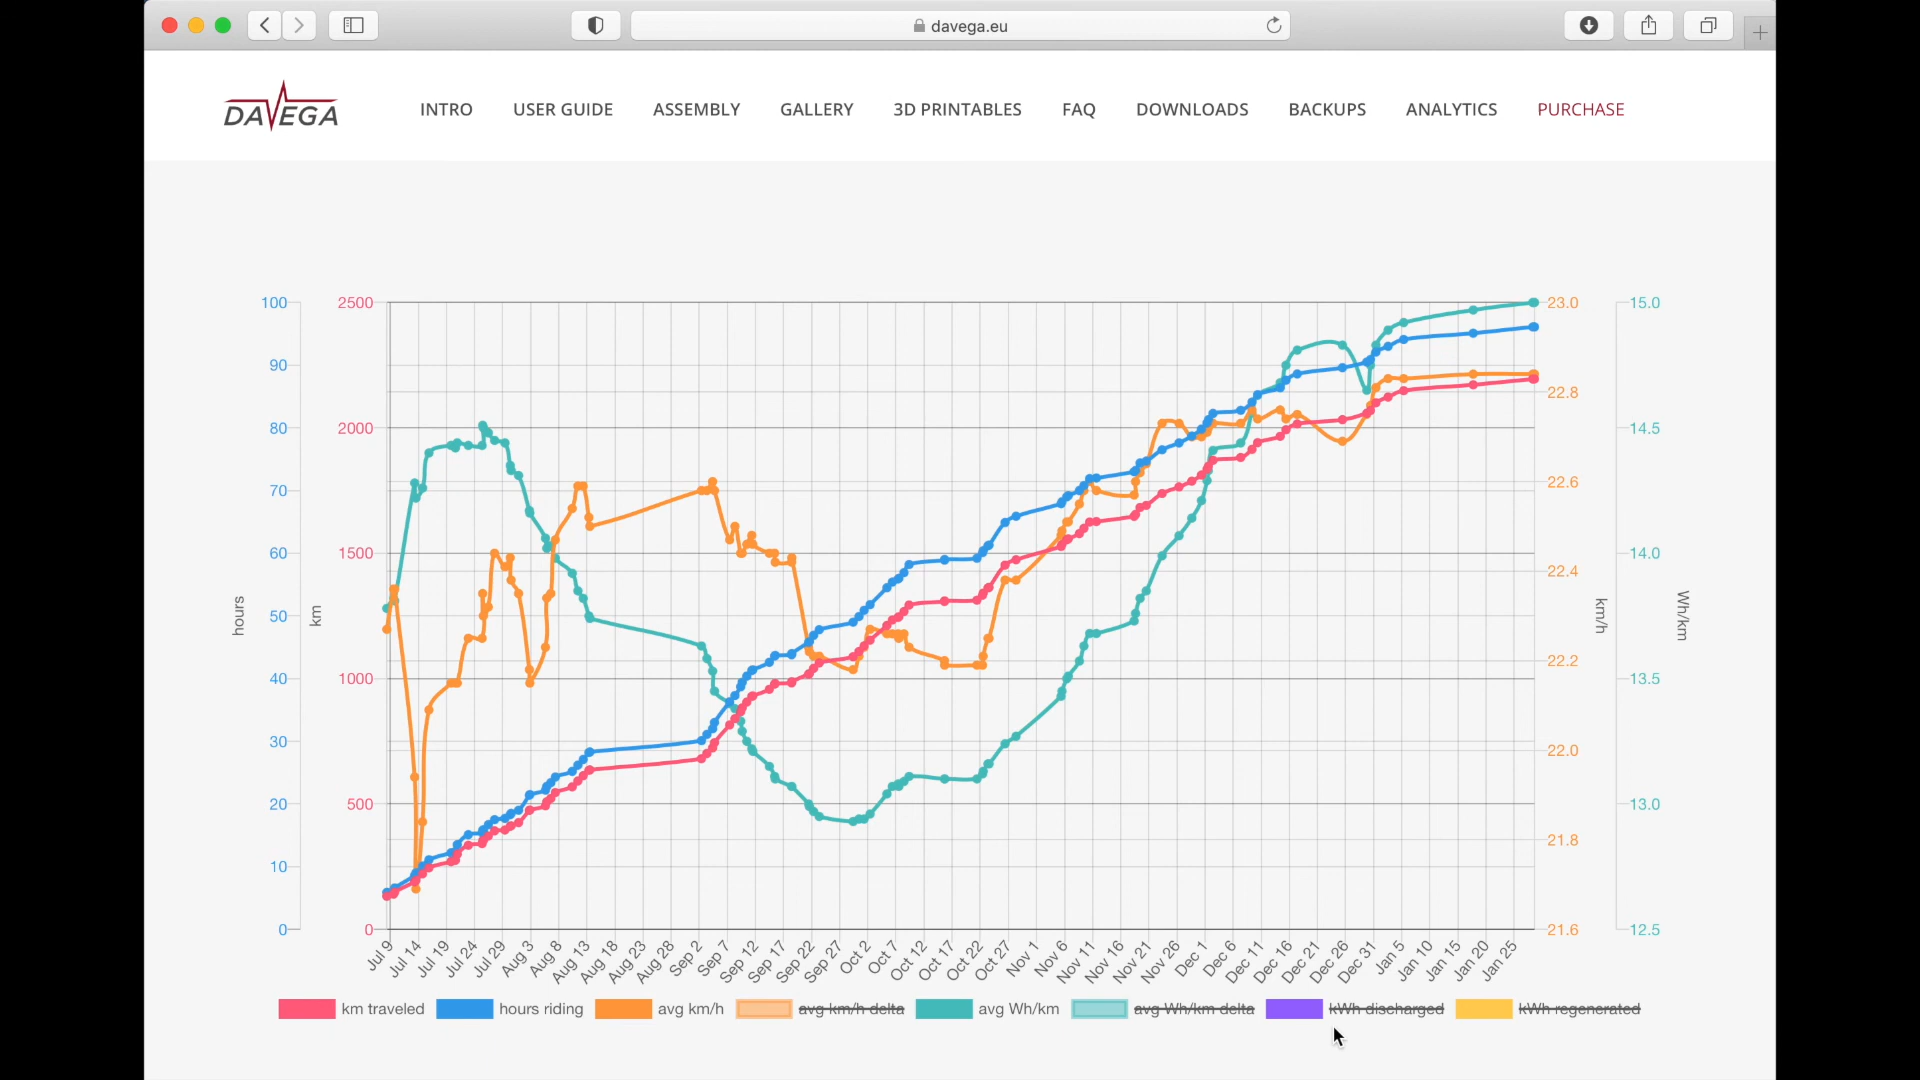 davega.eu
DAVEGA
INTRO USER GUIDE ASSEMBLY GALLERY 3D PRINTABLES FAQ DOWNLOADS BACKUPS ANALYTICS PURCHASE
100 2500 23.0 15.0
90 22.8
80 2000 14.5
70 22.6
60 1500 14.0
22.4
hours km 50 km/h Wh/km
22.2
40 1000 13.5
30 22.0
20 500 13.0
21.8
10
0 0 21.6 12.5
Jul 9 Jul 14 Jul 19 Jul 24 Jul 29 Aug 3 Aug 8 Aug 13 Aug 18 Aug 23 Aug 28 Sep 2 Sep 7 Sep 12 Sep 17 Sep 22 Sep 27 Oct 2 Oct 7 Oct 12 Oct 17 Oct 22 Oct 27 Nov 1 Nov 6 Nov 11 Nov 16 Nov 21 Nov 26 Dec 1 Dec 6 Dec 11 Dec 16 Dec 21 Dec 26 Dec 31 Jan 5 Jan 10 Jan 15 Jan 20 Jan 25
km traveled hours riding avg km/h avg km/h delta avg Wh/km avg Wh/km delta kWh discharged kWh regenerated